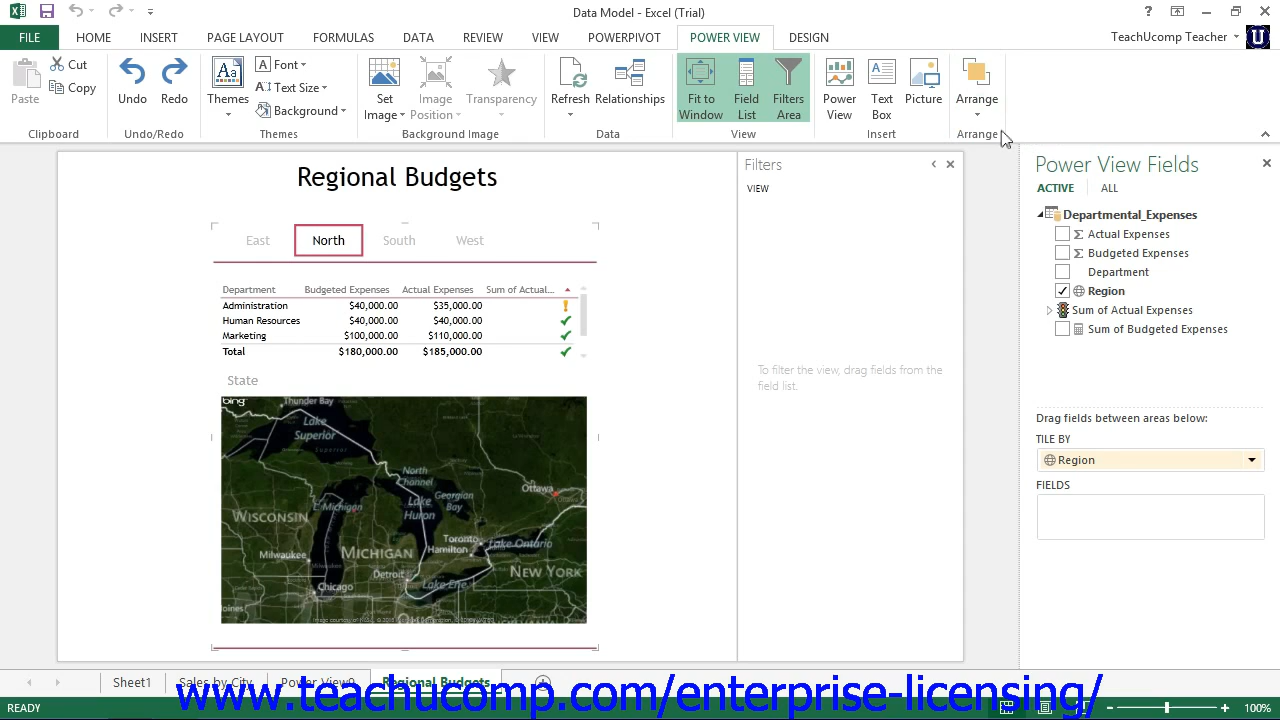 Data Model - Excel (Trial)
?
FILE HOME INSERT PAGE LAYOUT FORMULAS DATA REVIEW VIEW POWERPIVOT POWER VIEW DESIGN TeachUcomp Teacher U
Paste Cut Copy
Undo Redo
Themes Font Text Size Background
Set Image Image Position Transparency
Refresh Relationships
Fit to Window Field List Filters Area
Power View Text Box Picture
Arrange
Clipboard Undo/Redo Themes Background Image Data View Insert Arrange
Regional Budgets
East North South West
Department Budgeted Expenses Actual Expenses Sum of Actual...
Administration $40,000.00 $35,000.00
Human Resources $40,000.00 $40,000.00
Marketing $100,000.00 $110,000.00
Total $180,000.00 $185,000.00
State
bing
Thunder Bay
Lake Superior
Superior
North Channel
Georgian Bay
Ottawa
L Michigan
Lake Huron
WISCONSIN
Toronto
Lake Ontario
Hamilton
Milwaukee
MICHIGAN
NEW YORK
Detroit
Lake Erie
Chicago
Filters
VIEW
To filter the view, drag fields from the
field list.
Power View Fields
ACTIVE ALL
Departmental_Expenses
Σ Actual Expenses
Σ Budgeted Expenses
Department
Region
Sum of Actual Expenses
Sum of Budgeted Expenses
Drag fields between areas below:
TILE BY
Region
FIELDS
Sheet1 Sales by City Power View9 Regional Budgets
www.teachucomp.com/enterprise-licensing/
READY 100%